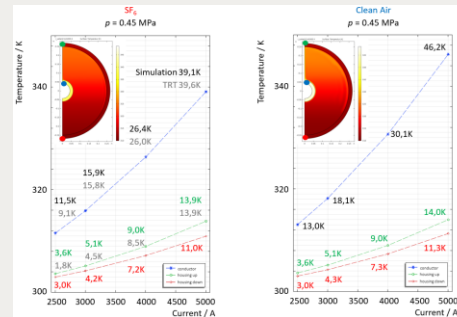 SF₆
p = 0.45 MPa
Temperature / K
340
320
300
Simulation 39,1K
TRT 39,6K
26,4K
26,0K
15,9K
15,8K
11,5K
9,1K
13,9K
13,9K
9,0K
8,5K
5,1K
4,5K
3,6K
1,8K
11,0K
7,2K
4,2K
3,0K
conductor
housing up
housing down
2500 3000 4000 5000
Current / A
Clean Air
p = 0.45 MPa
Temperature / K
340
320
300
46,2K
30,1K
18,1K
13,0K
14,0K
9,0K
5,1K
3,6K
11,3K
7,3K
4,3K
3,0K
conductor
housing up
housing down
2500 3000 3500 4000 4500 5000
Current / A